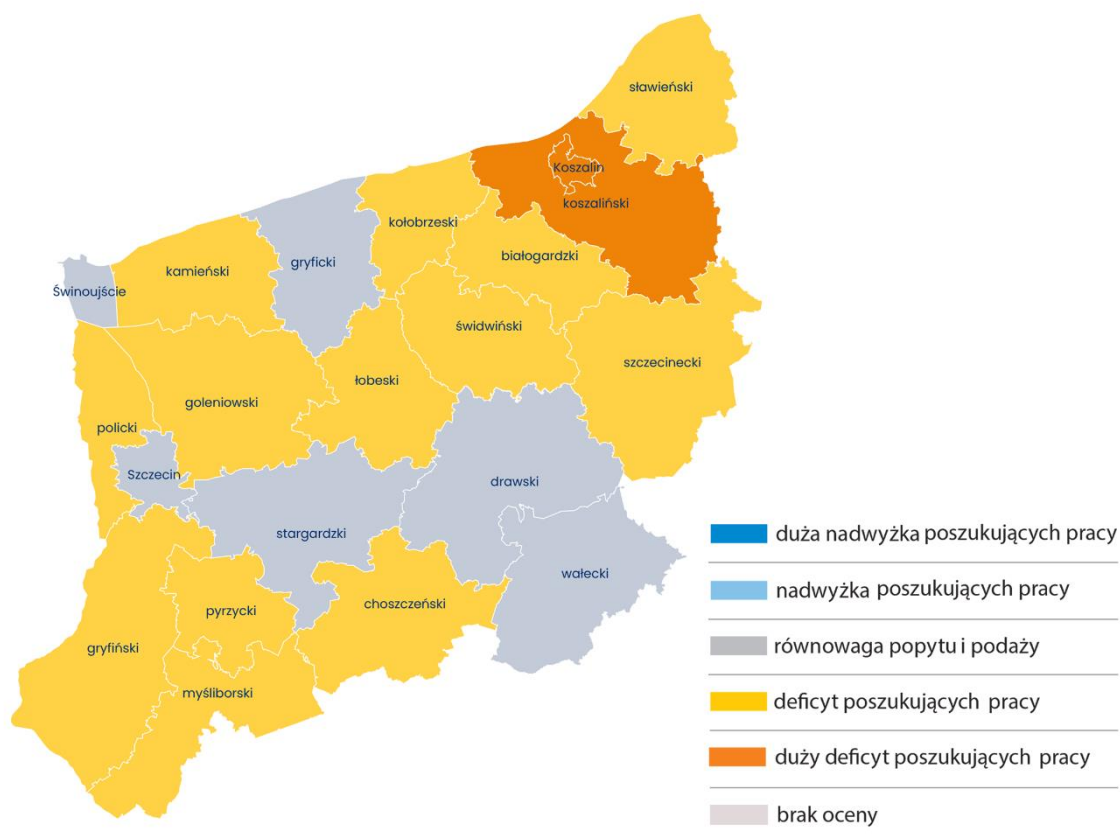 sławieński
Koszalin
koszaliński
kołobrzeski
gryficki
białogardzki
kamieński
Świnoujście
świdwiński
szczecinecki
łobeski
goleniowski
policki
Szczecin
drawski
stargardzki
wałecki
choszczeński
pyrzycki
gryfiński
myśliborski
duża nadwyżka poszukujących pracy
nadwyżka poszukujących pracy
równowaga popytu i podaży
deficyt poszukujących pracy
duży deficyt poszukujących pracy
brak oceny